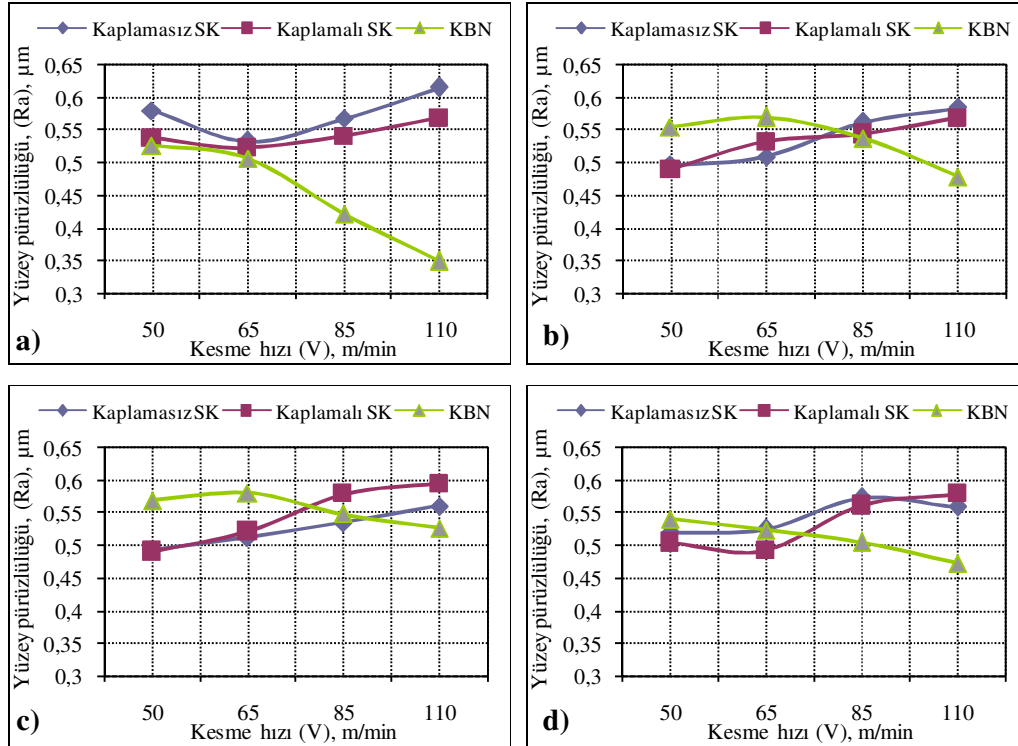 Kaplamasız SK Kaplamalı SK KBN
Yüzey pürüzlülüğü, (Ra), µm
0,65
0,6
0,55
0,5
0,45
0,4
0,35
0,3
50 65 85 110
Kesme hızı (V), m/min
a)
Kaplamasız SK Kaplamalı SK KBN
Yüzey pürüzlülüğü, (Ra), µm
0,65
0,6
0,55
0,5
0,45
0,4
0,35
0,3
50 65 85 110
Kesme hızı (V), m/min
b)
Kaplamasız SK Kaplamalı SK KBN
Yüzey pürüzlülüğü, (Ra), µm
0,65
0,6
0,55
0,5
0,45
0,4
0,35
0,3
50 65 85 110
Kesme hızı (V), m/min
c)
Kaplamasız SK Kaplamalı SK KBN
Yüzey pürüzlülüğü, (Ra), µm
0,65
0,6
0,55
0,5
0,45
0,4
0,35
0,3
50 65 85 110
Kesme hızı (V), m/min
d)